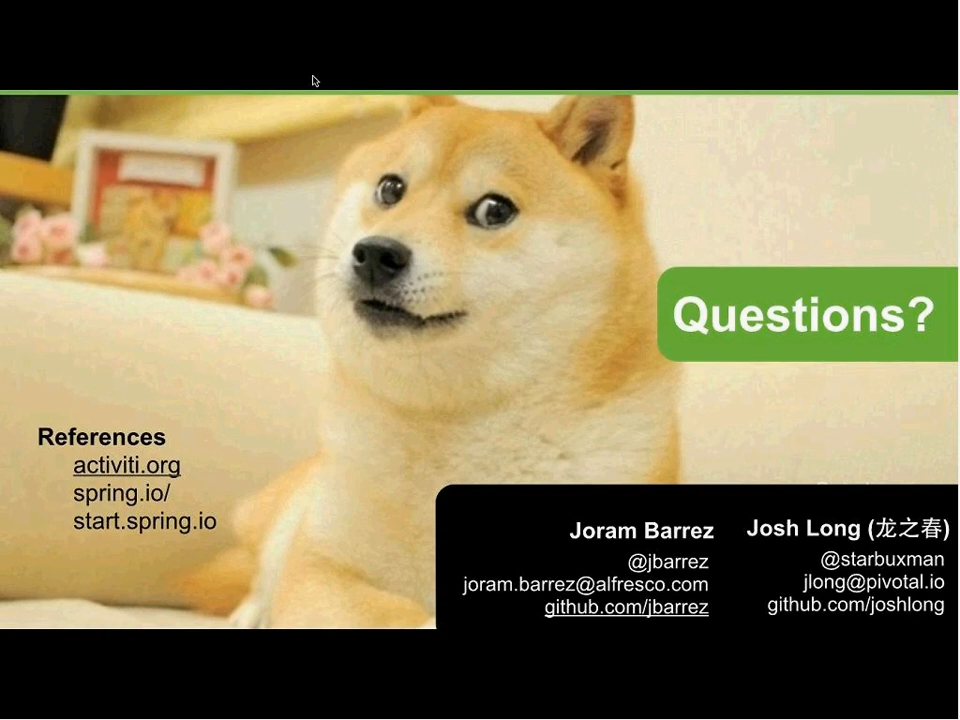 Questions?
References
activiti.org
spring.io/
start.spring.io
Joram Barrez
@jbarrez
joram.barrez@alfresco.com
github.com/jbarrez
Josh Long (龙之春)
@starbuxman
jlong@pivotal.io
github.com/joshlong